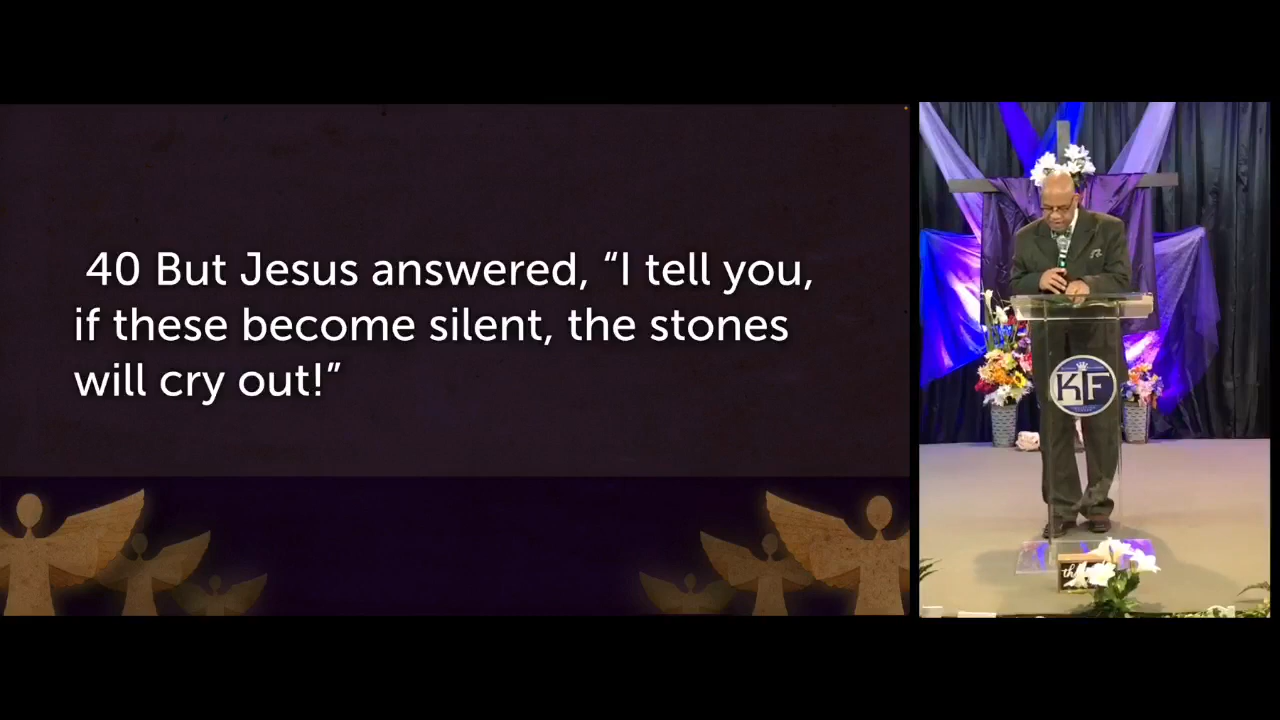 40 But Jesus answered, “I tell you,
if these become silent, the stones
will cry out!”
KF